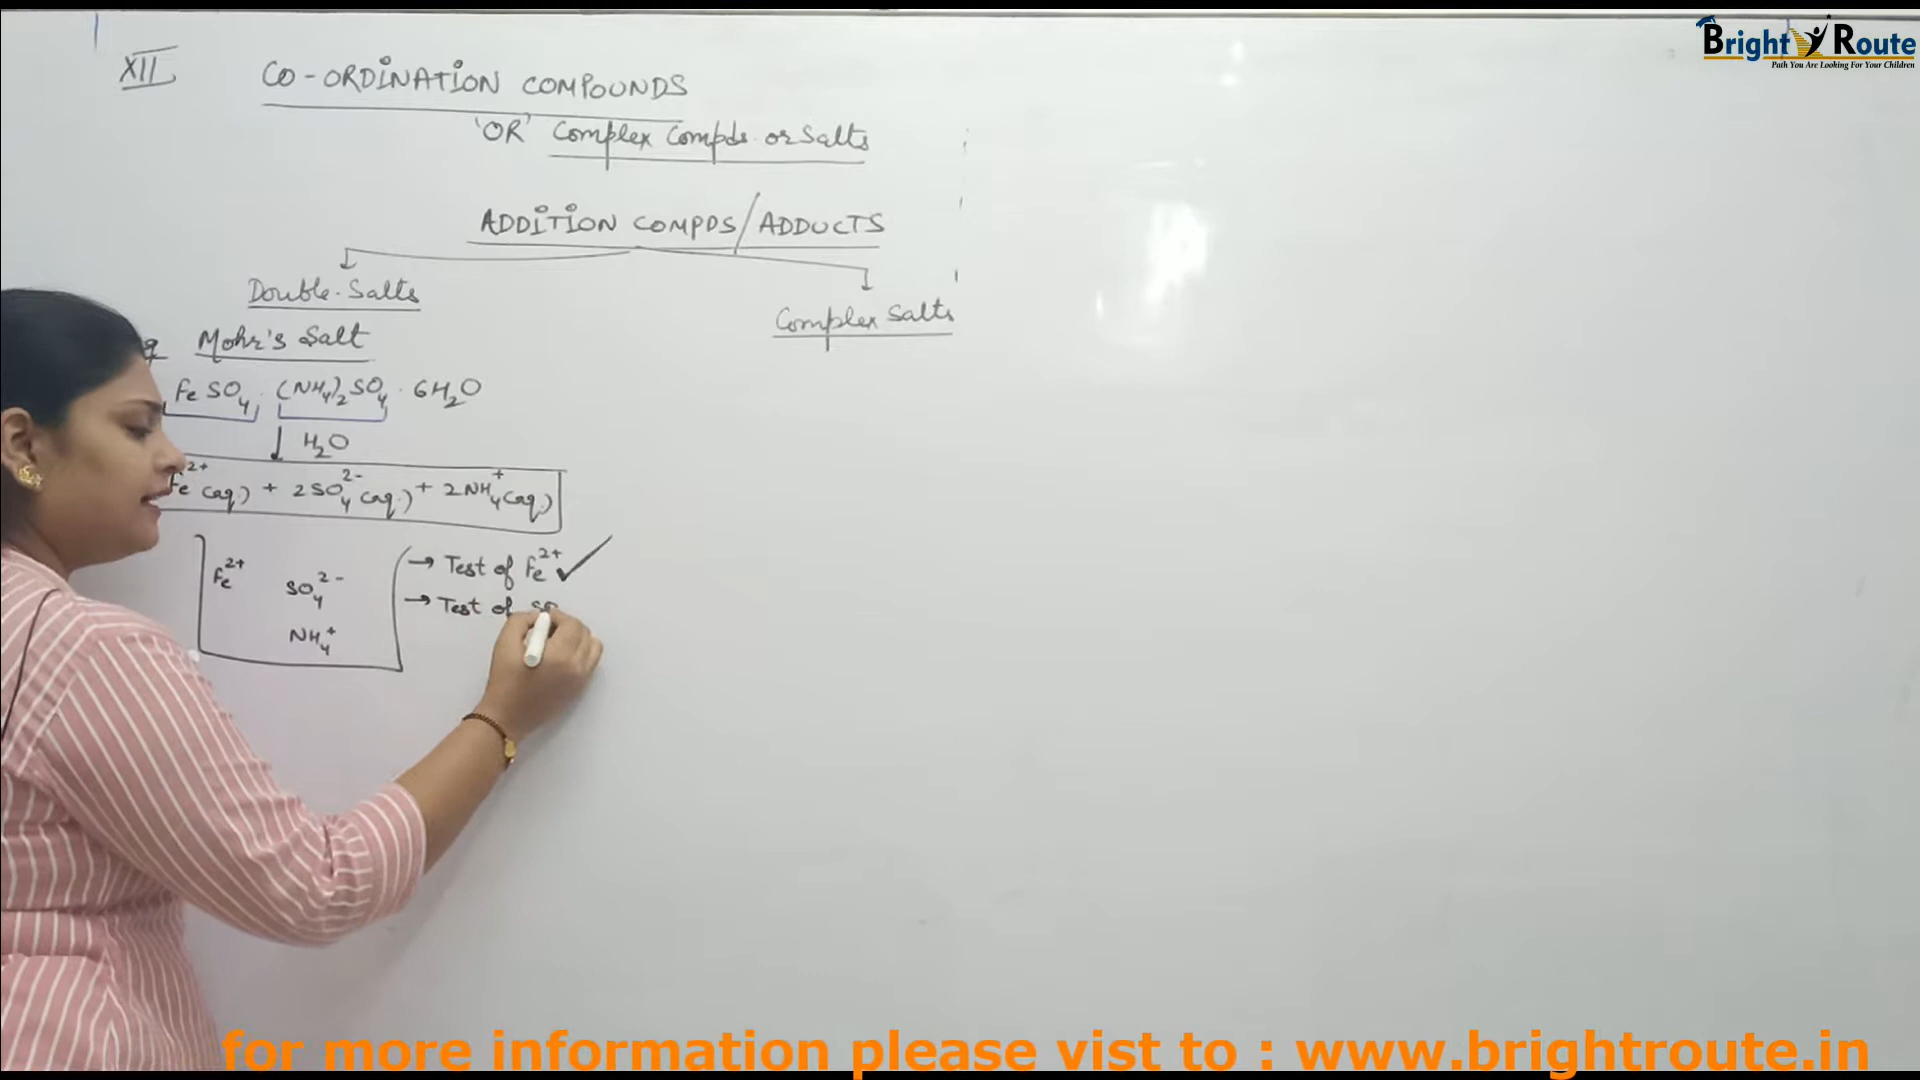 Bright Route
Path You Are Looking For Your Children
XII CO-ORDINATION COMPOUNDS
'OR' Complex Compds. or Salts
ADDITION COMPDS/ADDUCTS
Double Salts
Complex Salts
Mohr's Salt
FeSO₄·(NH₄)₂SO₄·6H₂O
↓ H₂O
Fe²⁺(aq.) + 2SO₄²⁻(aq.) + 2NH₄⁺(aq.)
Fe²⁺ SO₄²⁻
NH₄⁺
→ Test of Fe²⁺ ✓
→ Test of SO
for more information please vist to : www.brightroute.in